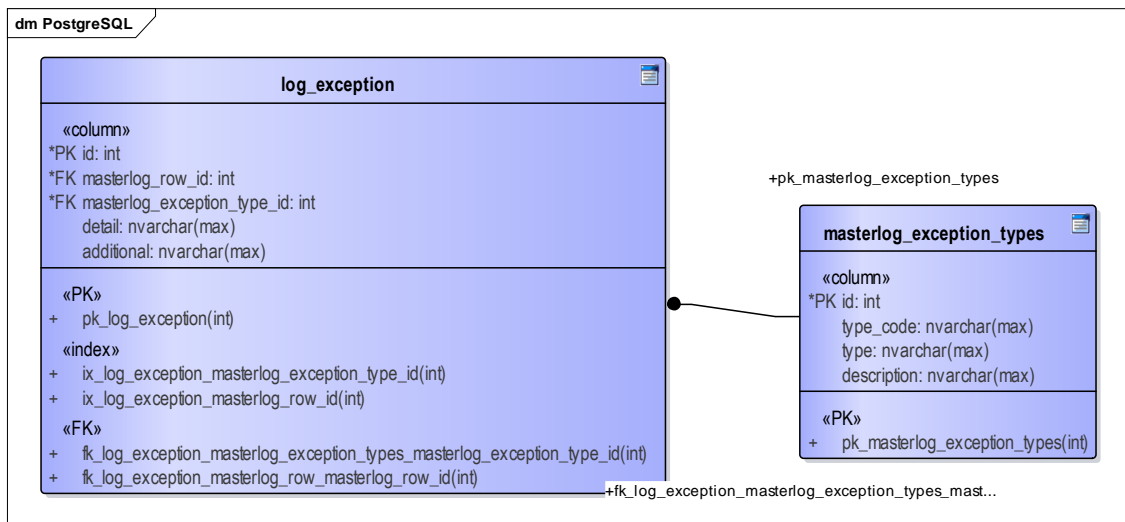 dm PostgreSQL
log_exception
«column»
*PK id: int
*FK masterlog_row_id: int
*FK masterlog_exception_type_id: int
detail: nvarchar(max)
additional: nvarchar(max)
«PK»
+ pk_log_exception(int)
«index»
+ ix_log_exception_masterlog_exception_type_id(int)
+ ix_log_exception_masterlog_row_id(int)
«FK»
+ fk_log_exception_masterlog_exception_types_masterlog_exception_type_id(int)
+ fk_log_exception_masterlog_row_masterlog_row_id(int)
+fk_log_exception_masterlog_exception_types_mast...
+pk_masterlog_exception_types
masterlog_exception_types
«column»
*PK id: int
type_code: nvarchar(max)
type: nvarchar(max)
description: nvarchar(max)
«PK»
+ pk_masterlog_exception_types(int)